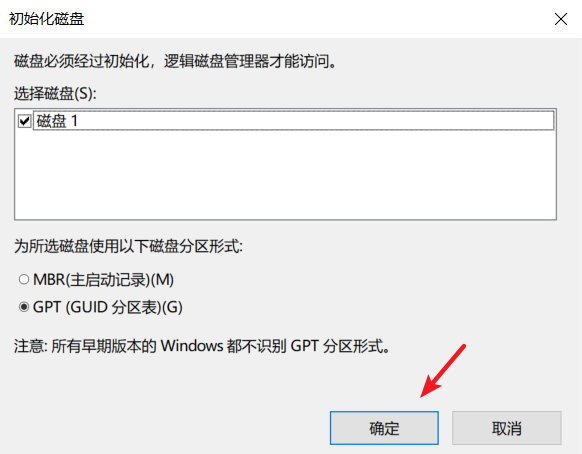 初始化磁盘
磁盘必须经过初始化，逻辑磁盘管理器才能访问。
选择磁盘(S):
磁盘 1
为所选磁盘使用以下磁盘分区形式:
MBR(主启动记录)(M)
GPT (GUID 分区表)(G)
注意: 所有早期版本的 Windows 都不识别 GPT 分区形式。
确定
取消